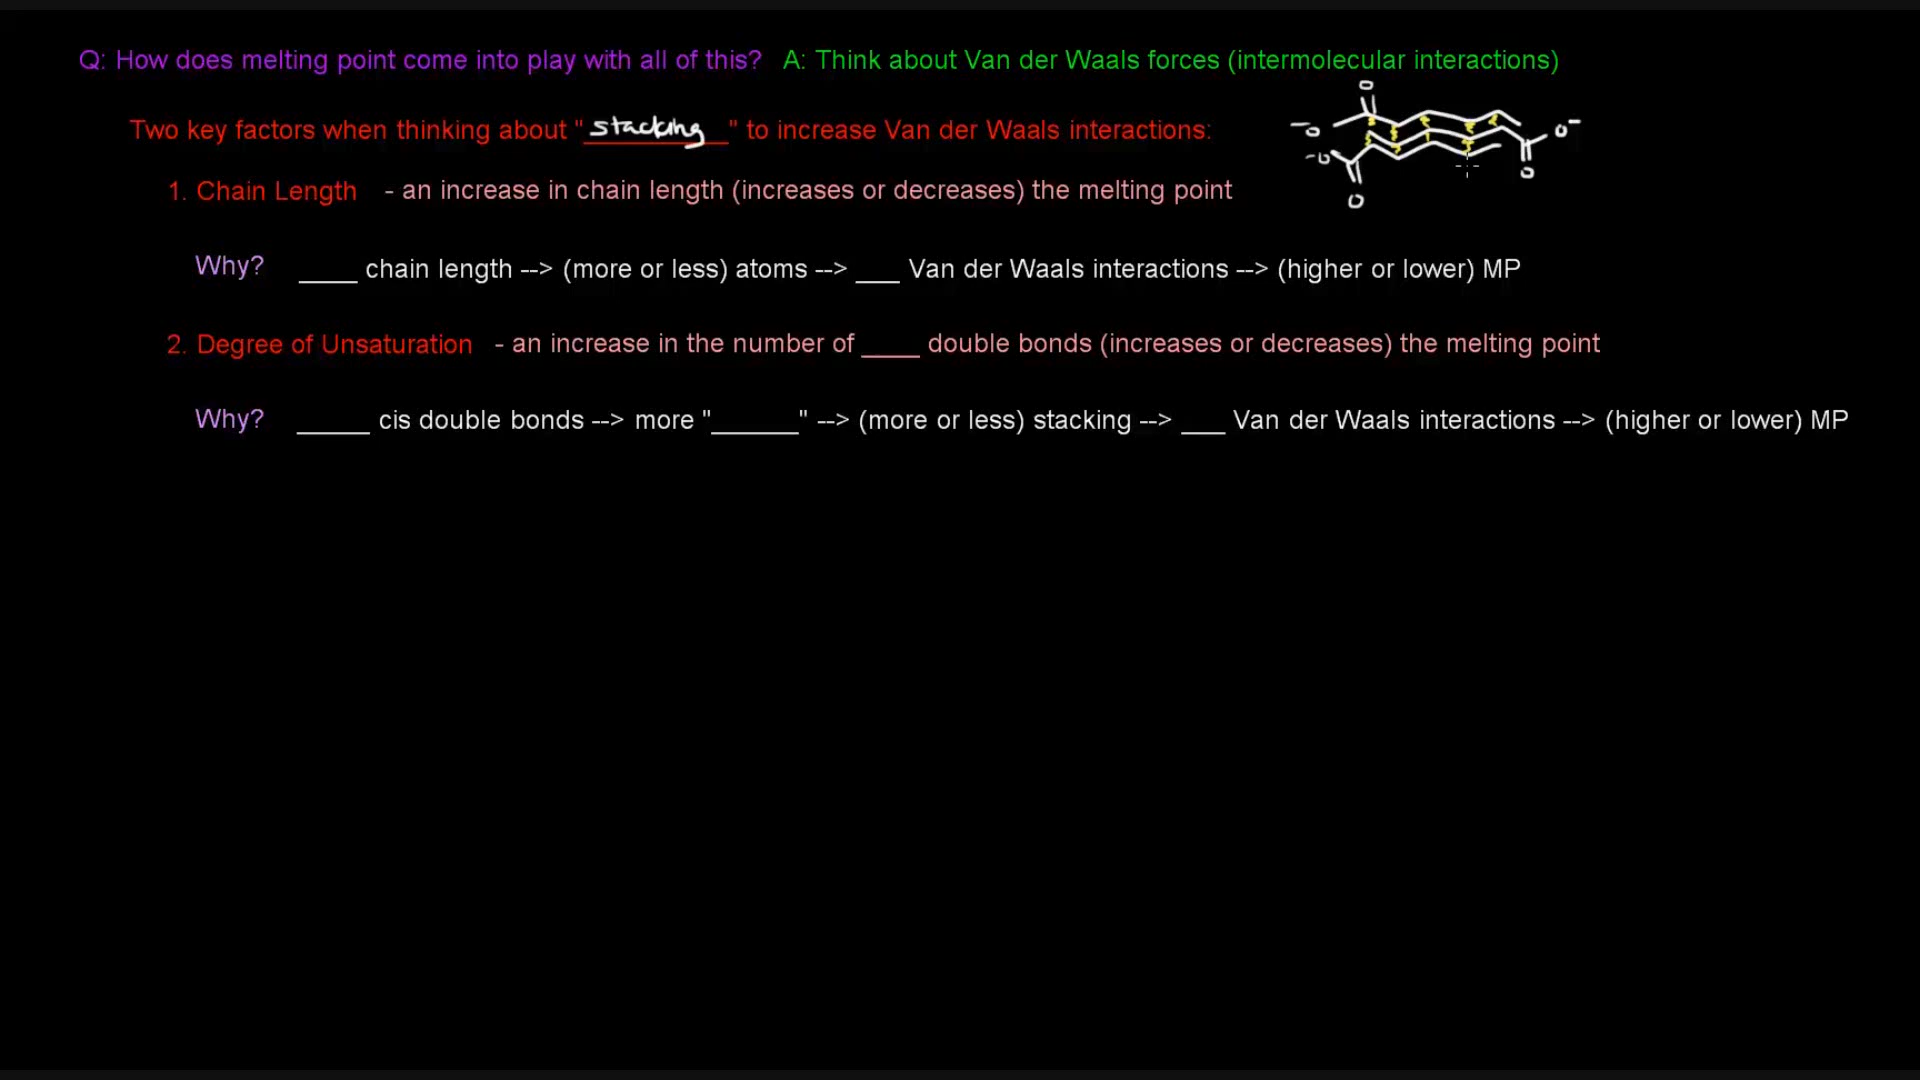 Q: How does melting point come into play with all of this? A: Think about Van der Waals forces (intermolecular interactions)
Two key factors when thinking about "stacking" to increase Van der Waals interactions:
O
-O
O-
-O
O
O
1. Chain Length - an increase in chain length (increases or decreases) the melting point
Why? ____ chain length --> (more or less) atoms --> ___ Van der Waals interactions --> (higher or lower) MP
2. Degree of Unsaturation - an increase in the number of ____ double bonds (increases or decreases) the melting point
Why? _____ cis double bonds --> more "______" --> (more or less) stacking --> ___ Van der Waals interactions --> (higher or lower) MP